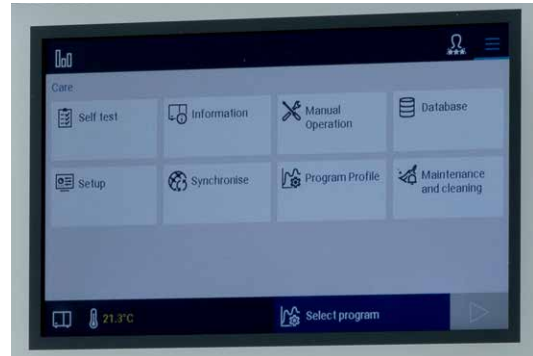 ***
Care
Self test
Information
Manual
Operation
Database
Setup
Synchronise
Program Profile
Maintenance
and cleaning
21.3°C
Select program